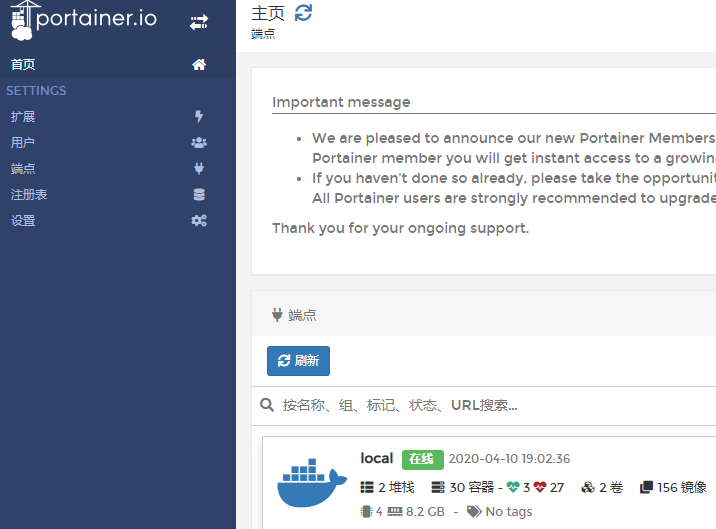 portainer.io
首页
SETTINGS
扩展
用户
端点
注册表
设置
主页
端点
Important message
We are pleased to announce our new Portainer Members
Portainer member you will get instant access to a growin
If you haven't done so already, please take the opportunit
All Portainer users are strongly recommended to upgrade
Thank you for your ongoing support.
端点
刷新
按名称、组、标记、状态、URL搜索...
local 在线 2020-04-10 19:02:36
2 堆栈 30 容器 - 3 27 2 卷 156 镜像
4 8.2 GB - No tags